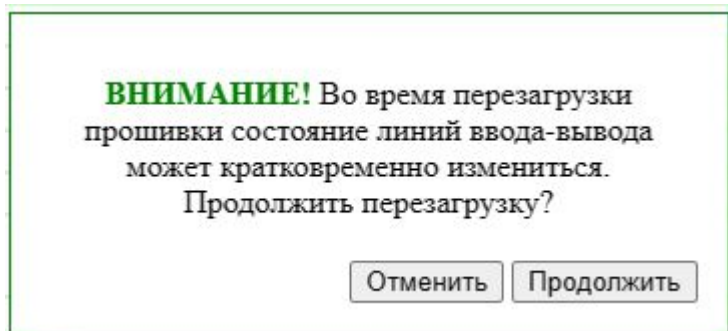 ВНИМАНИЕ! Во время перезагрузки
прошивки состояние линий ввода-вывода
может кратковременно измениться.
Продолжить перезагрузку?
Отменить Продолжить